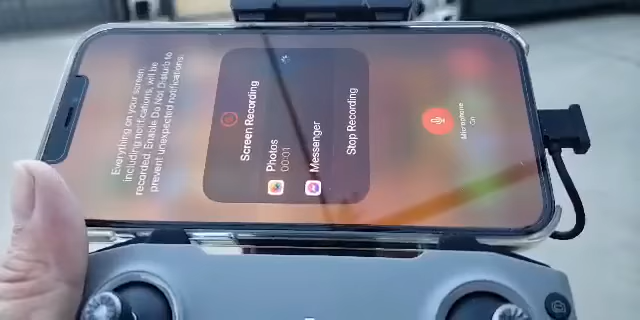 Everything on your screen,
including notifications, will be
recorded. Enable Do Not Disturb to
prevent unexpected notifications.
Screen Recording
Photos
00:01
Messenger
Stop Recording
Microphone
On